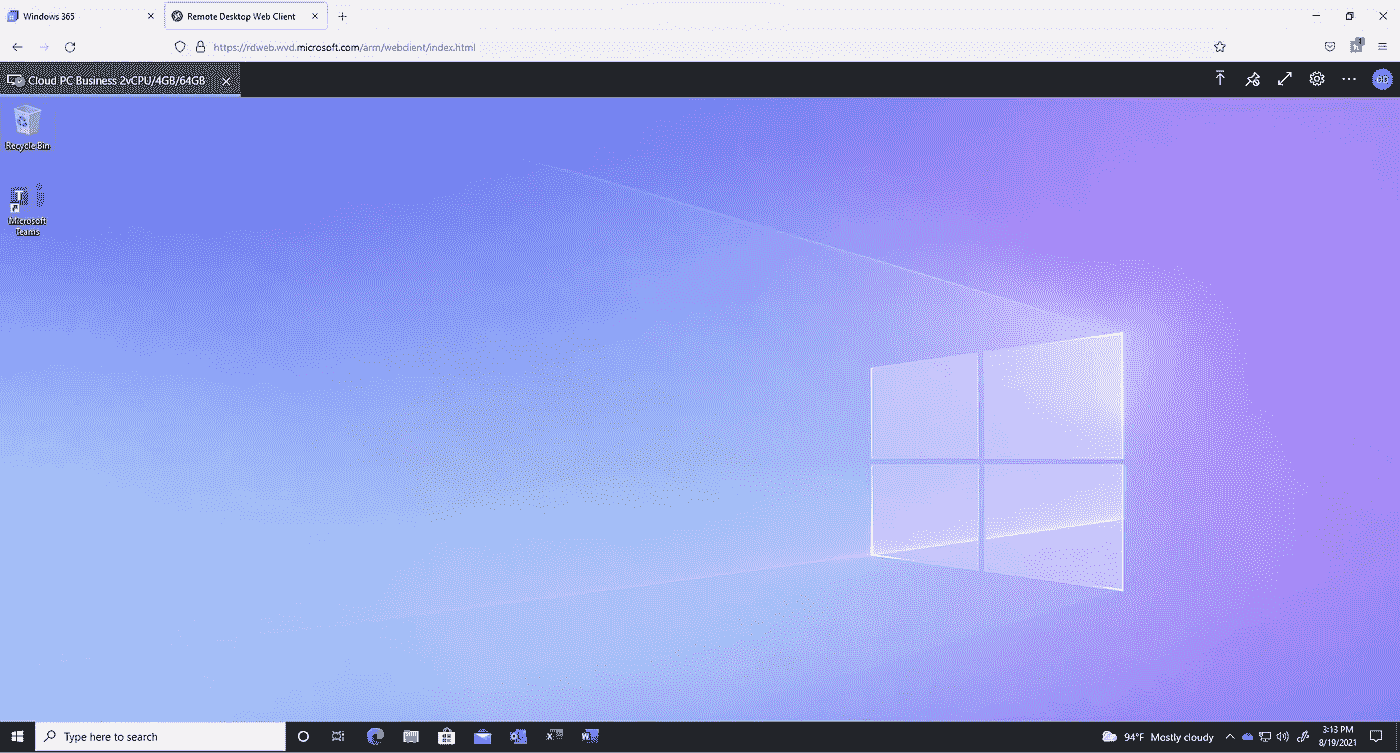 Windows 365
Remote Desktop Web Client
https://rdweb.wvd.microsoft.com/arm/webclient/index.html
Cloud PC Business 2vCPU/4GB/64GB
Recycle Bin
Microsoft
Teams
Type here to search
94°F Mostly cloudy
3:13 PM
8/19/2021